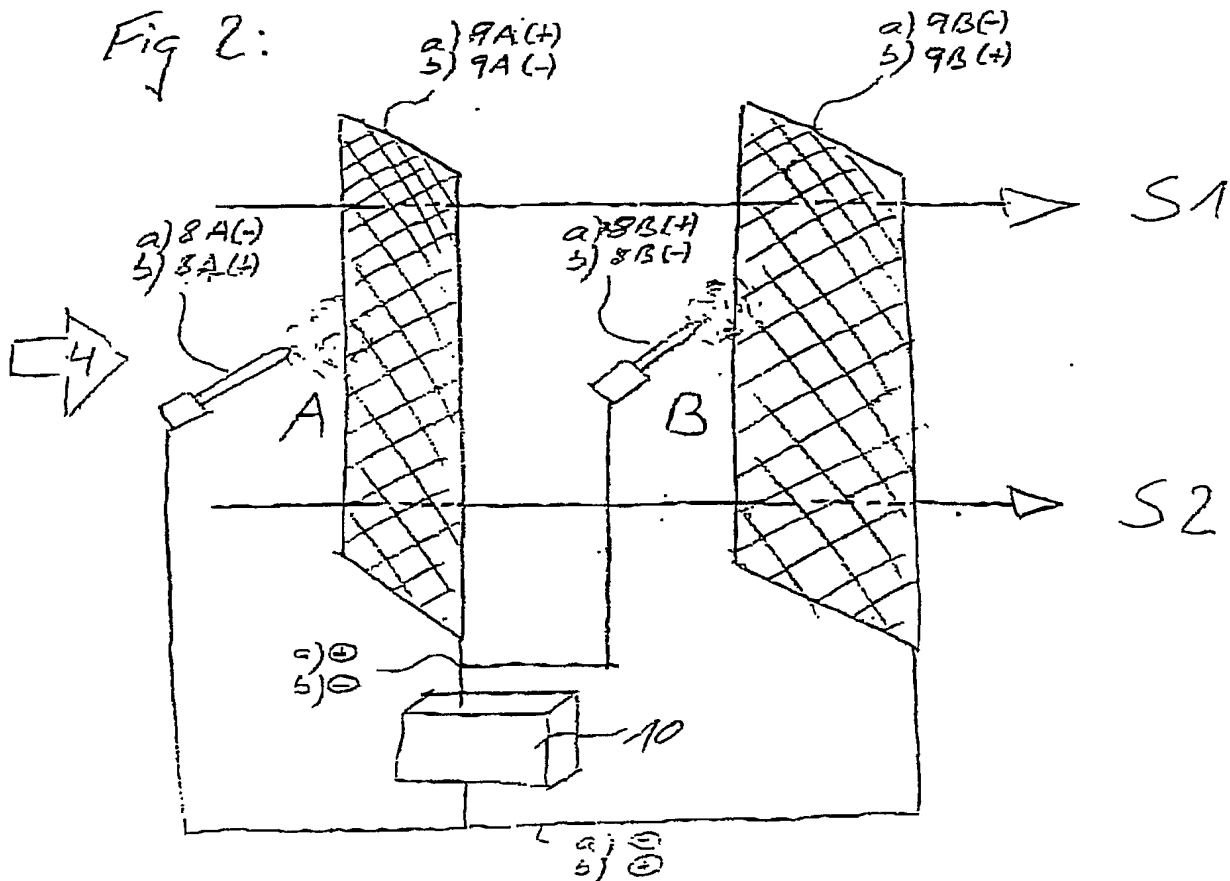 Fig 2:
a) 9A(+)
b) 9A(-)
a) 9B(-)
b) 9B(+)
S1
a) 8A(-)
b) 8A(+)
a) 8B(+)
b) 8B(-)
4
A
B
S2
a) ⊕
b) ⊖
10
a) ⊖
b) ⊕